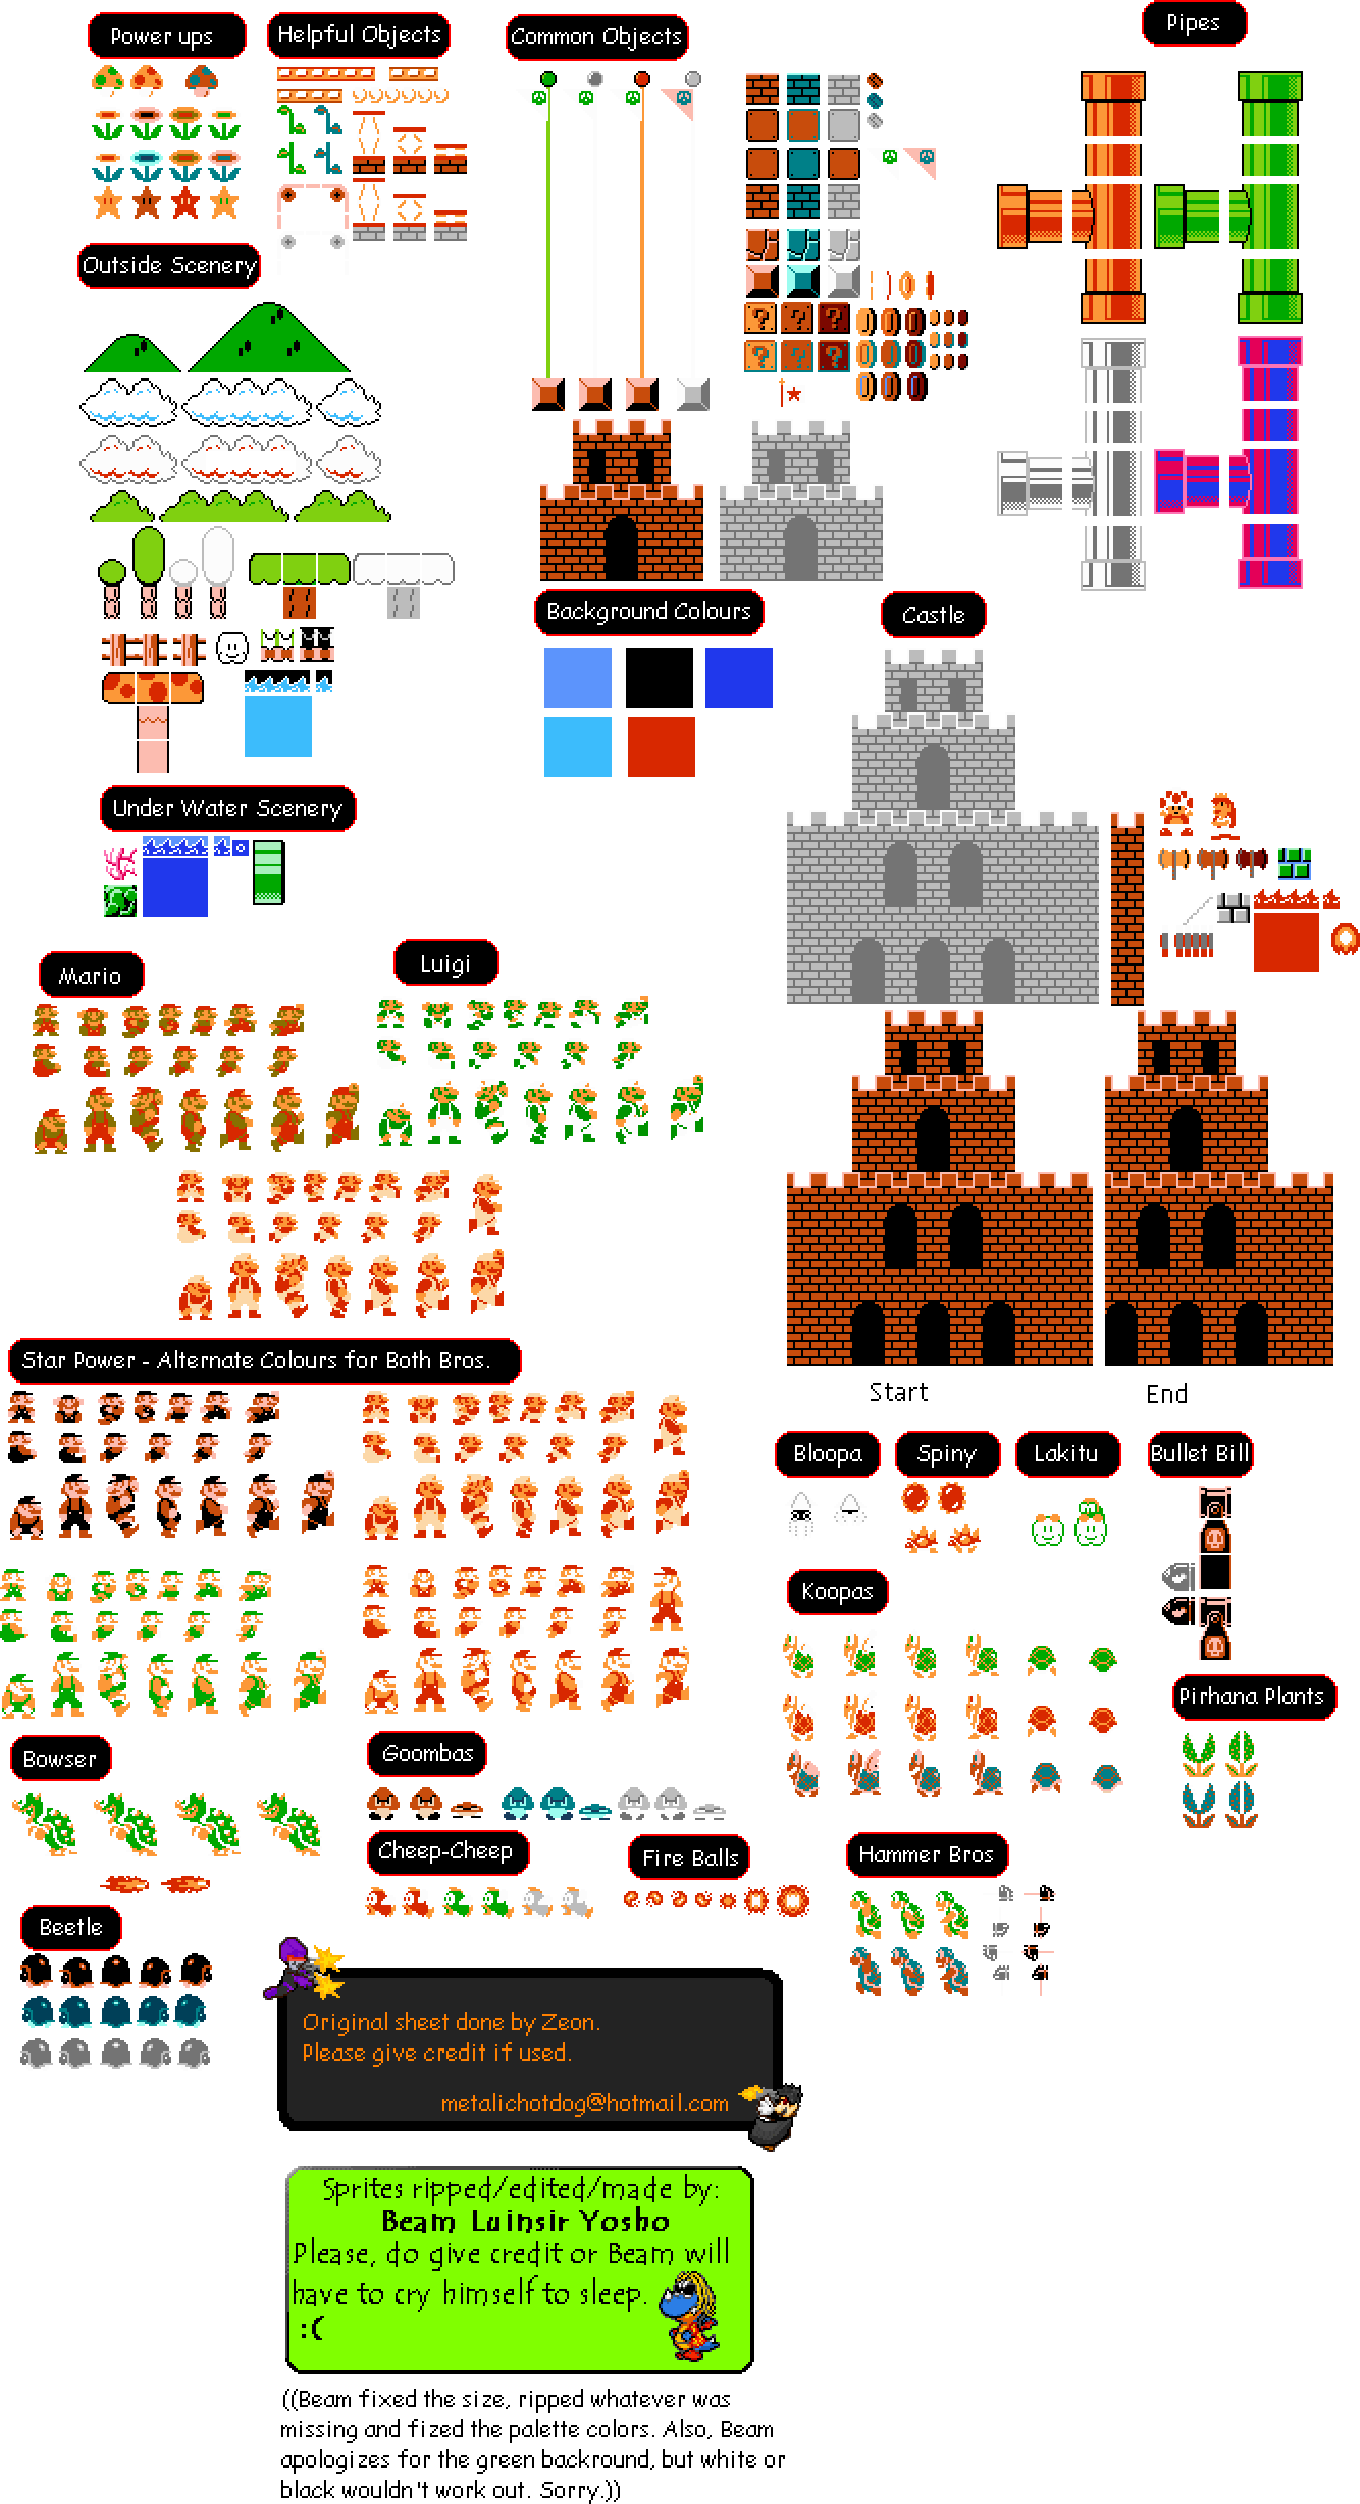 Power ups
Helpful Objects
Common Objects
Pipes
Outside Scenery
? ? ?
? ? ?
Background Colours
Castle
Under Water Scenery
Mario
Luigi
Star Power - Alternate Colours for Both Bros.
Start
End
Bloopa
Spiny
Lakitu
Bullet Bill
Koopas
Pirhana Plants
Bowser
Goombas
Cheep-Cheep
Fire Balls
Hammer Bros
Beetle
Original sheet done by Zeon.
Please give credit if used.
metalichotdog@hotmail.com
Sprites ripped/edited/made by:
Beam Luinsir Yosho
Please, do give credit or Beam will
have to cry himself to sleep.
:(
((Beam fixed the size, ripped whatever was
missing and fized the palette colors. Also, Beam
apologizes for the green backround, but white or
black wouldn't work out. Sorry.))